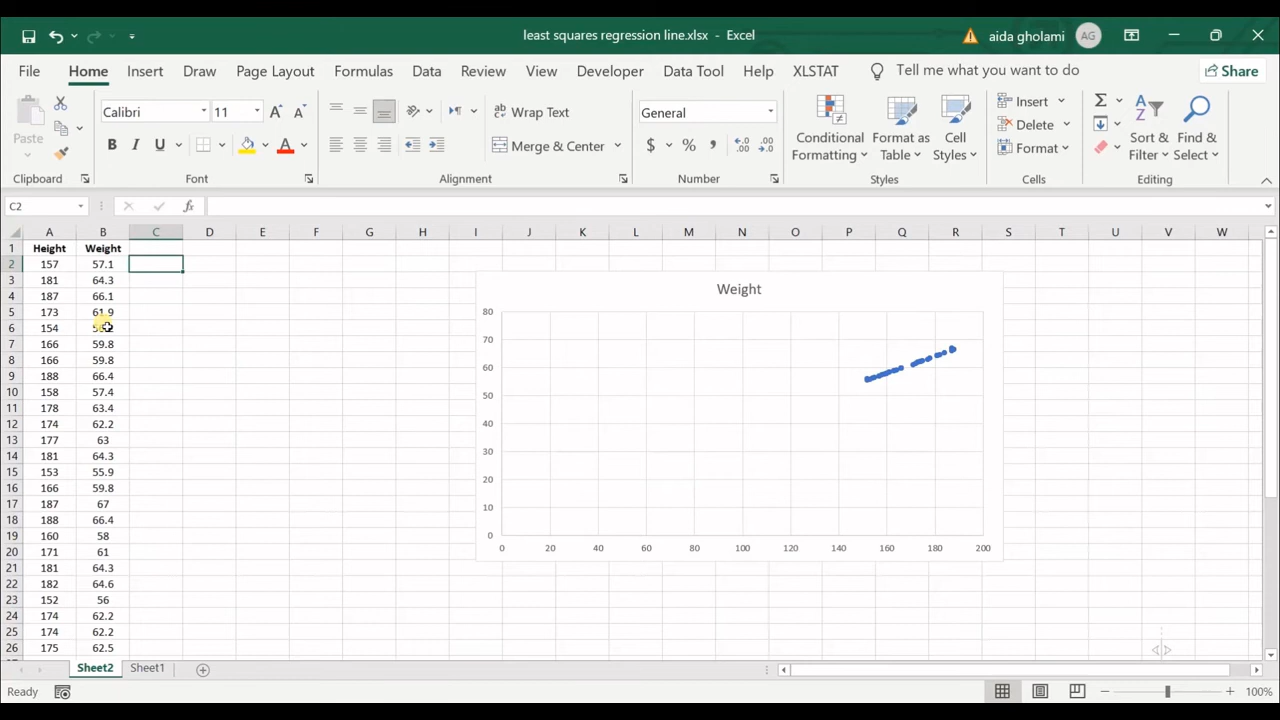 least squares regression line.xlsx - Excel
aida gholami AG
File Home Insert Draw Page Layout Formulas Data Review View Developer Data Tool Help XLSTAT Tell me what you want to do Share
Paste
Calibri 11
B I U
Wrap Text
Merge & Center
General
$ % ,
Conditional Formatting
Format as Table
Cell Styles
Insert
Delete
Format
Sort & Filter
Find & Select
Clipboard Font Alignment Number Styles Cells Editing
C2 fx
A B C D E F G H I J K L M N O P Q R S T U V W
1 Height Weight
2 157 57.1
3 181 64.3
4 187 66.1
5 173 61.9
6 154
7 166 59.8
8 166 59.8
9 188 66.4
10 158 57.4
11 178 63.4
12 174 62.2
13 177 63
14 181 64.3
15 153 55.9
16 166 59.8
17 187 67
18 188 66.4
19 160 58
20 171 61
21 181 64.3
22 182 64.6
23 152 56
24 174 62.2
25 174 62.2
26 175 62.5
Weight
80
70
60
50
40
30
20
10
0
0 20 40 60 80 100 120 140 160 180 200
Sheet2 Sheet1
Ready
100%